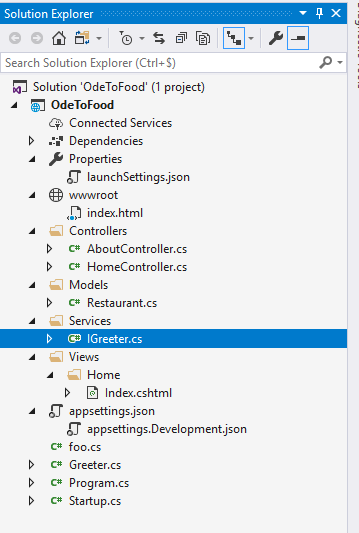 Solution Explorer
Search Solution Explorer (Ctrl+$)
Solution 'OdeToFood' (1 project)
OdeToFood
Connected Services
Dependencies
Properties
launchSettings.json
wwwroot
index.html
Controllers
C# AboutController.cs
C# HomeController.cs
Models
C# Restaurant.cs
Services
C# IGreeter.cs
Views
Home
Index.cshtml
appsettings.json
appsettings.Development.json
C# foo.cs
C# Greeter.cs
C# Program.cs
C# Startup.cs